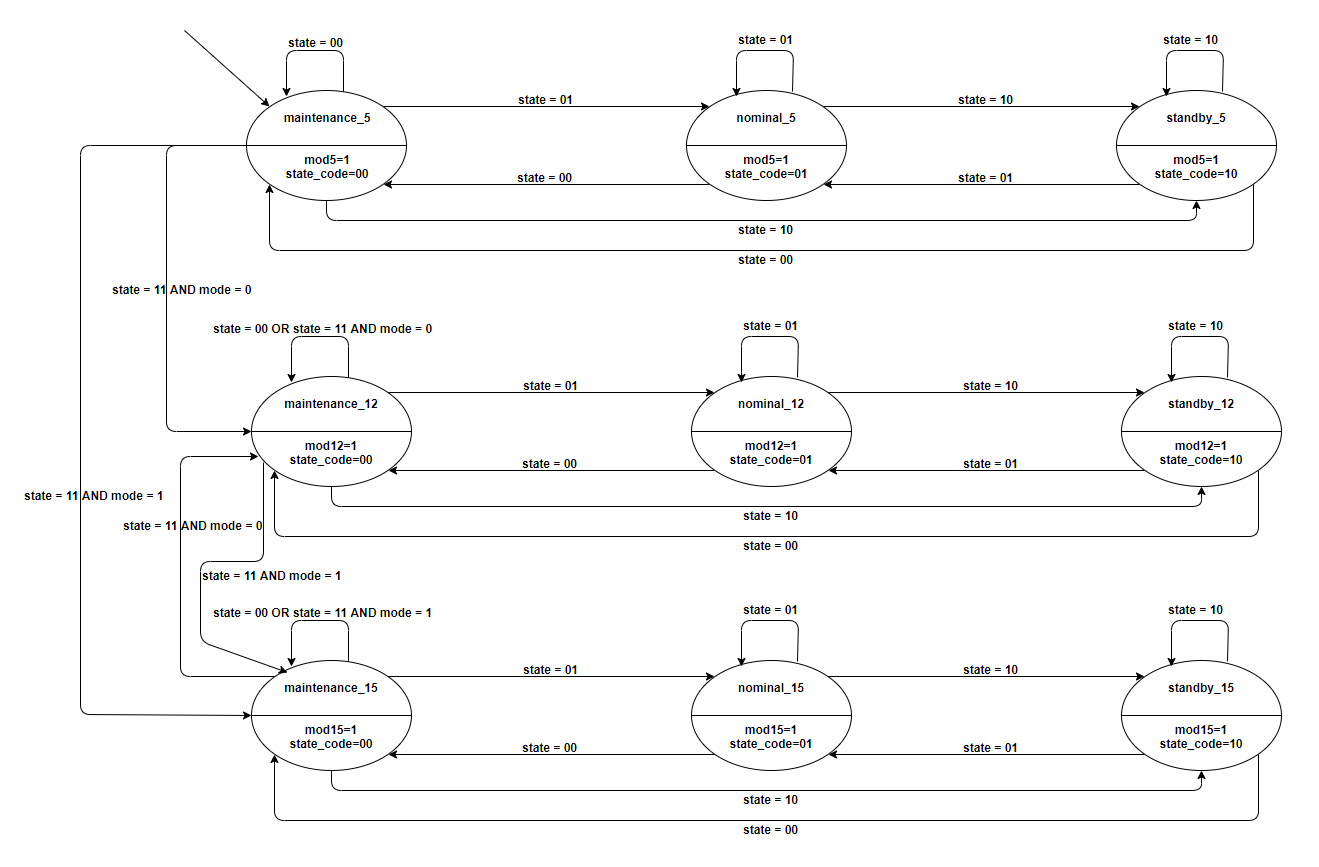 state = 00
state = 01
state = 10
maintenance_5
mod5=1
state_code=00
state = 01
nominal_5
mod5=1
state_code=01
state = 10
standby_5
mod5=1
state_code=10
state = 00
state = 01
state = 10
state = 00
state = 11 AND mode = 0
state = 00 OR state = 11 AND mode = 0
state = 01
state = 10
maintenance_12
mod12=1
state_code=00
state = 01
nominal_12
mod12=1
state_code=01
state = 10
standby_12
mod12=1
state_code=10
state = 00
state = 01
state = 10
state = 00
state = 11 AND mode = 1
state = 11 AND mode = 0
state = 11 AND mode = 1
state = 00 OR state = 11 AND mode = 1
state = 01
state = 10
maintenance_15
mod15=1
state_code=00
state = 01
nominal_15
mod15=1
state_code=01
state = 10
standby_15
mod15=1
state_code=10
state = 00
state = 01
state = 10
state = 00